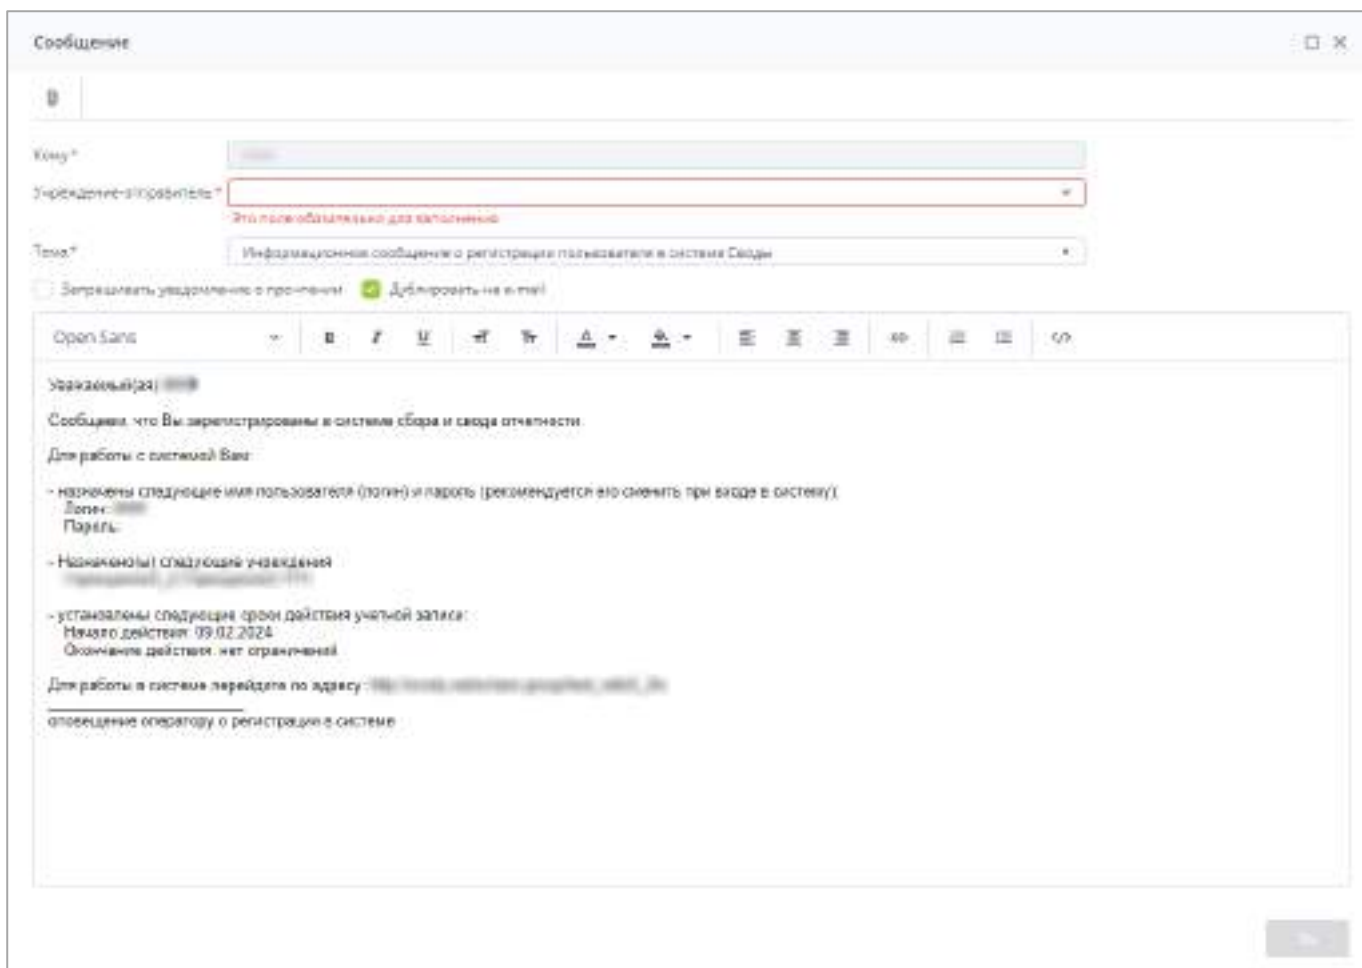 Сообщение
Кому*
Учреждение-отправитель *
Это поле обязательно для заполнения
Тема*
Информационное сообщение о регистрации пользователя в системе Своды
Запрашивать уведомление о прочтении Дублировать на e-mail
Open Sans
Уважаемый(ая)
Сообщаем, что Вы зарегистрированы в системе сбора и свода отчетности.
Для работы с системой Вам:
- назначены следующие имя пользователя (логин) и пароль (рекомендуется его сменить при входе в систему):
Логин:
Пароль:
- Назначено(ы) следующие учреждения
- установлены следующие сроки действия учетной записи:
Начало действия: 09.02.2024
Окончание действия: нет ограничений
Для работы в системе перейдите по адресу :
оповещение оператору о регистрации в системе